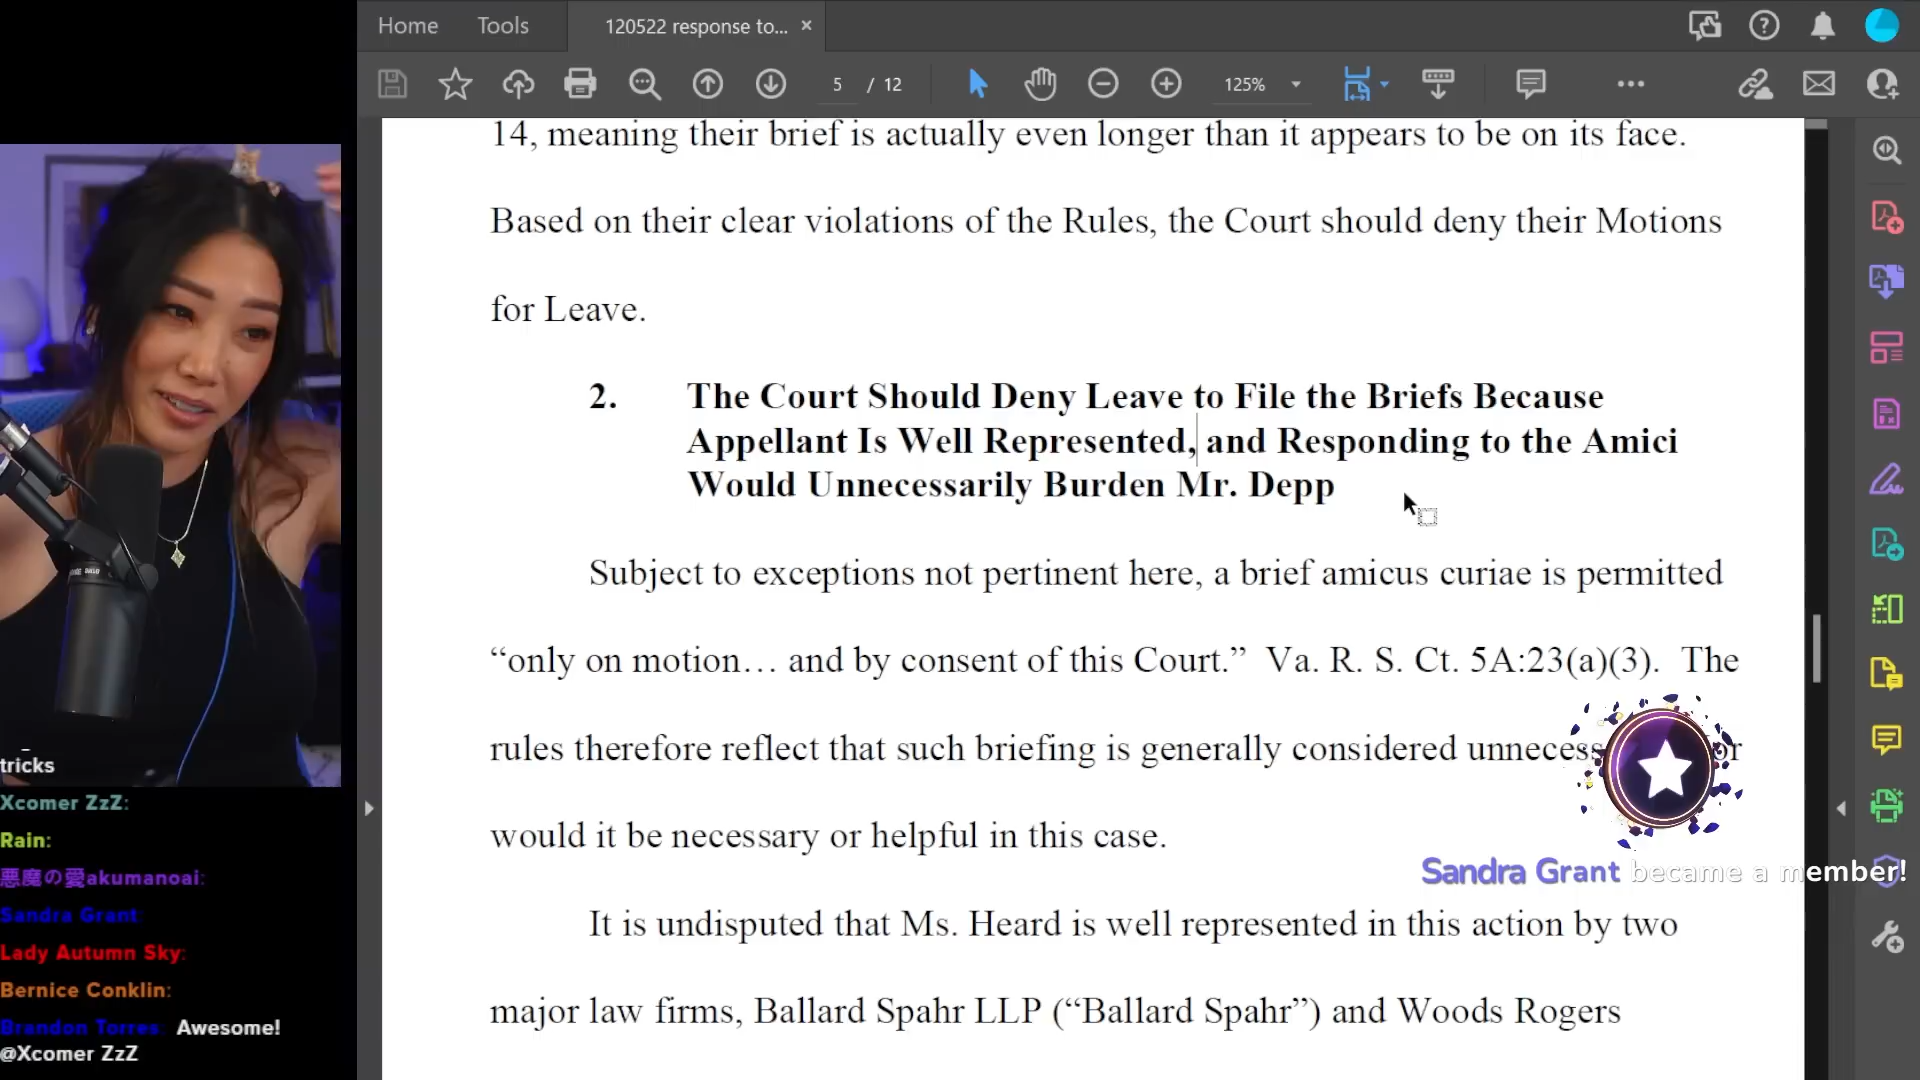 Home
Tools
120522 response to... ×
5 / 12
125%
14, meaning their brief is actually even longer than it appears to be on its face.
Based on their clear violations of the Rules, the Court should deny their Motions
for Leave.
2. The Court Should Deny Leave to File the Briefs Because
Appellant Is Well Represented, and Responding to the Amici
Would Unnecessarily Burden Mr. Depp
Subject to exceptions not pertinent here, a brief amicus curiae is permitted
“only on motion… and by consent of this Court.” Va. R. S. Ct. 5A:23(a)(3). The
rules therefore reflect that such briefing is generally considered
would it be necessary or helpful in this case.
Sandra Grant became a member!
It is undisputed that Ms. Heard is well represented in this action by two
major law firms, Ballard Spahr LLP (“Ballard Spahr”) and Woods Rogers
tricks
Xcomer ZzZ:
Rain:
悪魔の愛akumanoai:
Sandra Grant:
Lady Autumn Sky:
Bernice Conklin:
Brandon Torres: Awesome!
@Xcomer ZzZ